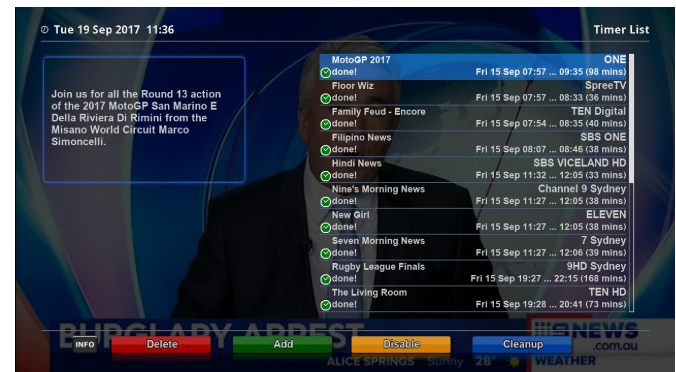 Tue 19 Sep 2017 11:36
Timer List
Join us for all the Round 13 action
of the 2017 MotoGP San Marino E
Della Riviera Di Rimini from the
Misano World Circuit Marco
Simoncelli.
MotoGP 2017 ONE
done! Fri 15 Sep 07:57 ... 09:35 (98 mins)
Floor Wiz SpreeTV
done! Fri 15 Sep 07:57 ... 08:33 (36 mins)
Family Feud - Encore TEN Digital
done! Fri 15 Sep 07:54 ... 08:35 (40 mins)
Filipino News SBS ONE
done! Fri 15 Sep 08:07 ... 08:46 (38 mins)
Hindi News SBS VICELAND HD
done! Fri 15 Sep 11:32 ... 12:05 (33 mins)
Nine's Morning News Channel 9 Sydney
done! Fri 15 Sep 11:27 ... 12:05 (38 mins)
New Girl ELEVEN
done! Fri 15 Sep 11:27 ... 12:05 (38 mins)
Seven Morning News 7 Sydney
done! Fri 15 Sep 11:27 ... 12:06 (39 mins)
Rugby League Finals 9HD Sydney
done! Fri 15 Sep 19:27 ... 22:15 (168 mins)
The Living Room TEN HD
done! Fri 15 Sep 19:28 ... 20:41 (73 mins)
BURGLARY ARREST
NEWS
.com.au
INFO Delete Add Disable Cleanup
ALICE SPRINGS Sunny 28° WEATHER